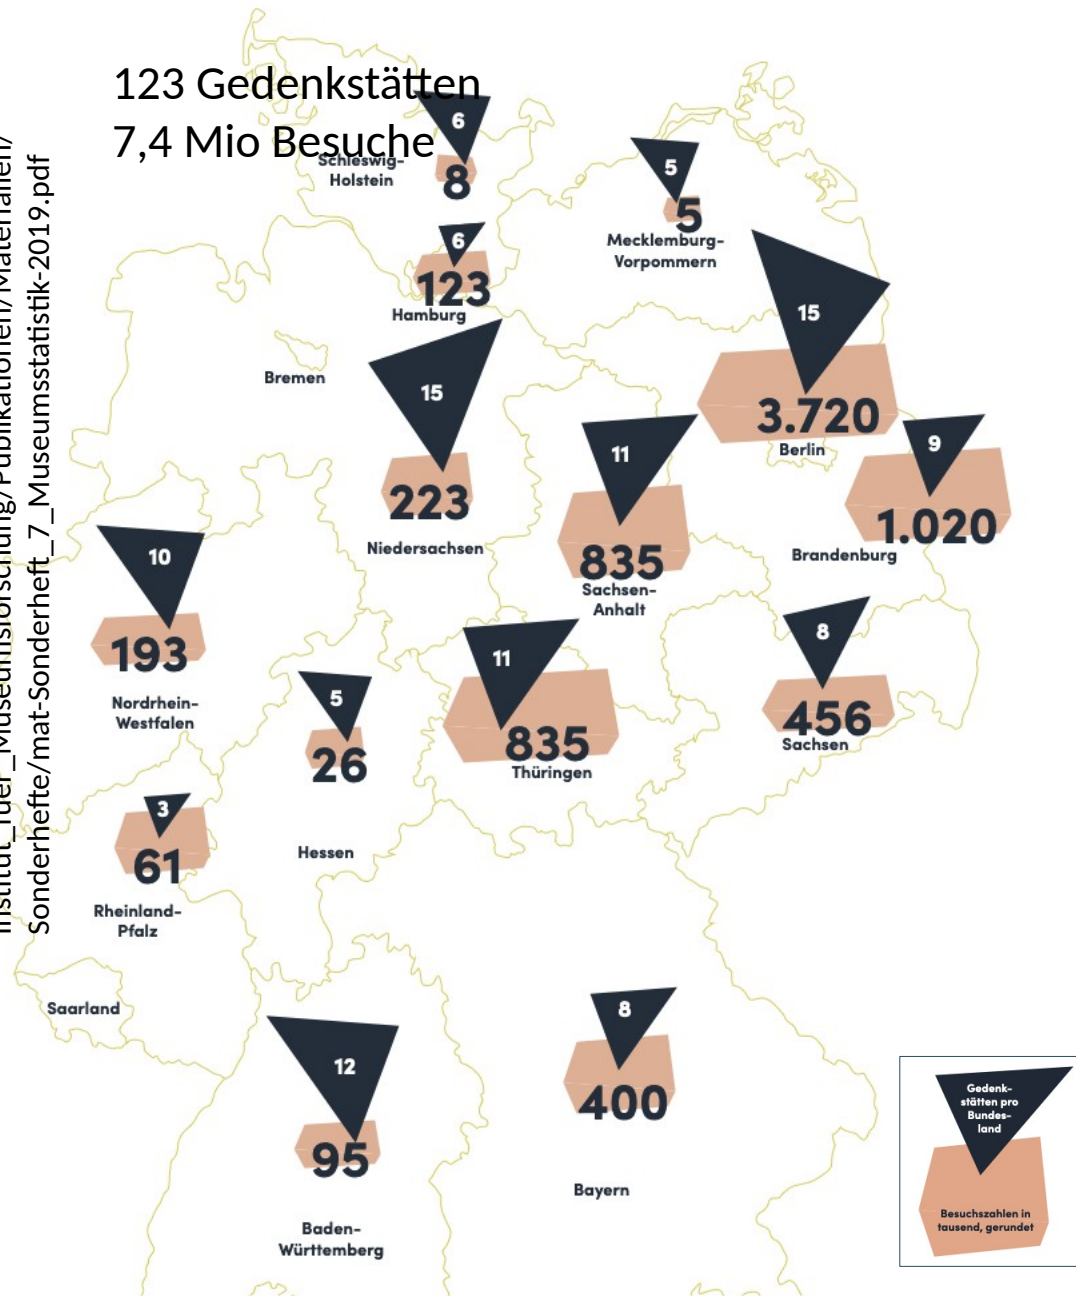 123 Gedenkstätten
7,4 Mio Besuche
6
Schleswig-
Holstein
8
5
5
Mecklenburg-
Vorpommern
6
123
Hamburg
15
3.720
Berlin
Bremen
15
223
Niedersachsen
11
835
Sachsen-
Anhalt
9
1.020
Brandenburg
10
193
Nordrhein-
Westfalen
5
26
Hessen
11
835
Thüringen
8
456
Sachsen
3
61
Rheinland-
Pfalz
Saarland
12
95
Baden-
Württemberg
8
400
Bayern
Gedenk-
stätten pro
Bundes-
land
Besuchszahlen in
tausend, gerundet
Institut_fuer_Museumsforschung/Publikationen/Materialien/
Sonderhefte/mat-Sonderheft_7_Museumsstatistik-2019.pdf